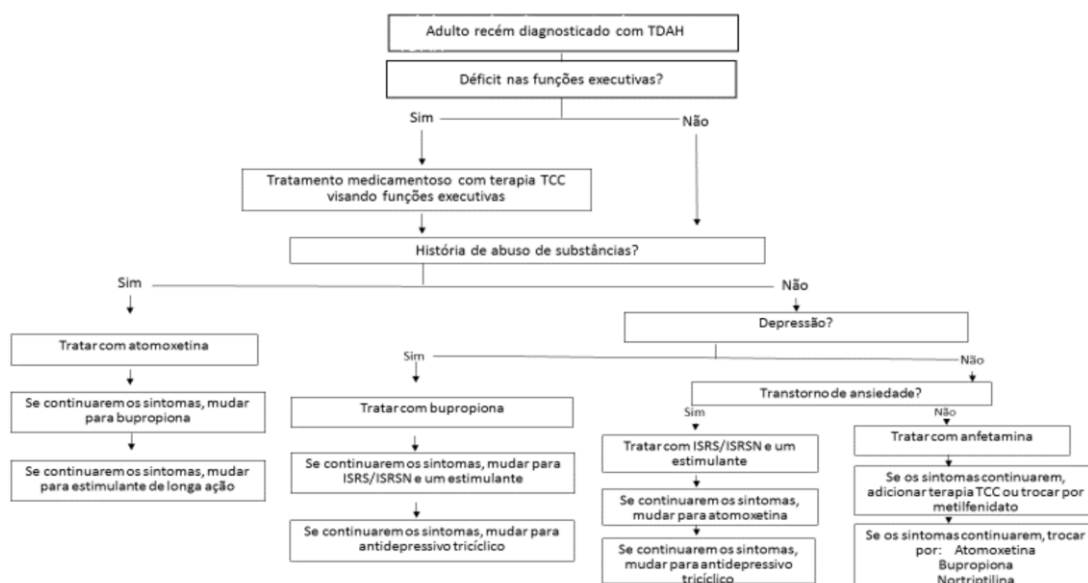 Adulto recém diagnosticado com TDAH
Déficit nas funções executivas?
Sim
Não
Tratamento medicamentoso com terapia TCC
visando funções executivas
História de abuso de substâncias?
Sim
Não
Tratar com atomoxetina
Se continuarem os sintomas, mudar
para bupropiona
Se continuarem os sintomas, mudar
para estimulante de longa ação
Depressão?
Sim
Não
Tratar com bupropiona
Se continuarem os sintomas, mudar para
ISRS/ISRSN e um estimulante
Se continuarem os sintomas, mudar para
antidepressivo tricíclico
Transtorno de ansiedade?
Sim
Não
Tratar com ISRS/ISRSN e um
estimulante
Se continuarem os sintomas,
mudar para atomoxetina
Se continuarem os sintomas,
mudar para antidepressivo
tricíclico
Tratar com anfetamina
Se os sintomas continuarem,
adicionar terapia TCC ou trocar por
metilfenidato
Se os sintomas continuarem, trocar
por: Atomoxetina
Bupropiona
Nortriptilina